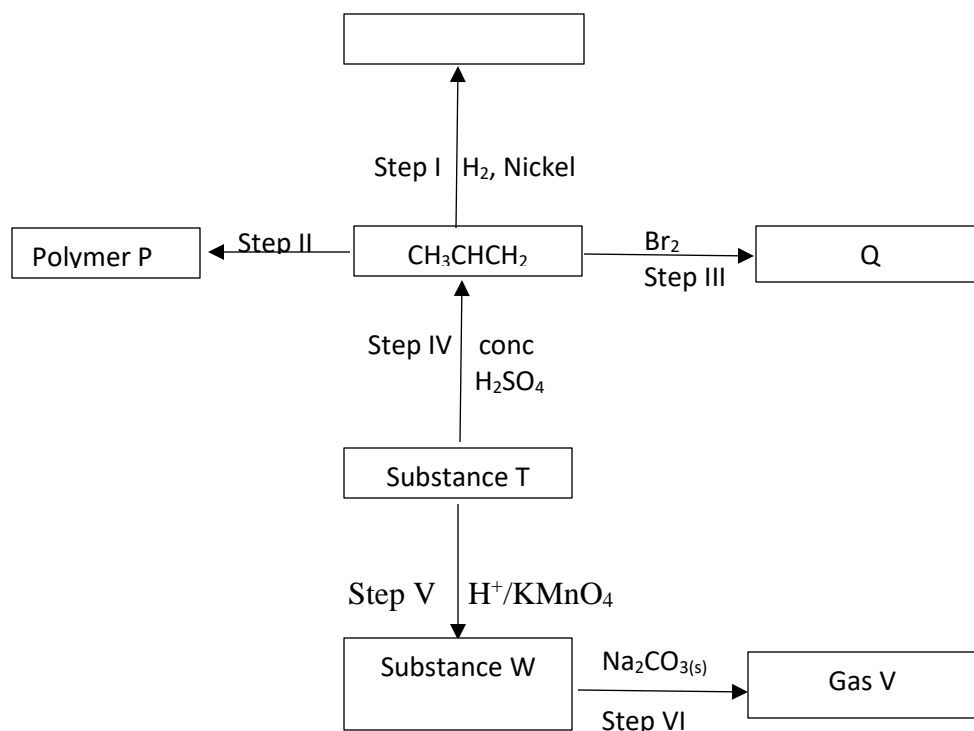 Step I H₂, Nickel
Polymer P
Step II
CH₃CHCH₂
Br₂
Step III
Q
Step IV conc
H₂SO₄
Substance T
Step V H⁺/KMnO₄
Substance W
Na₂CO₃₍ₛ₎
Step VI
Gas V